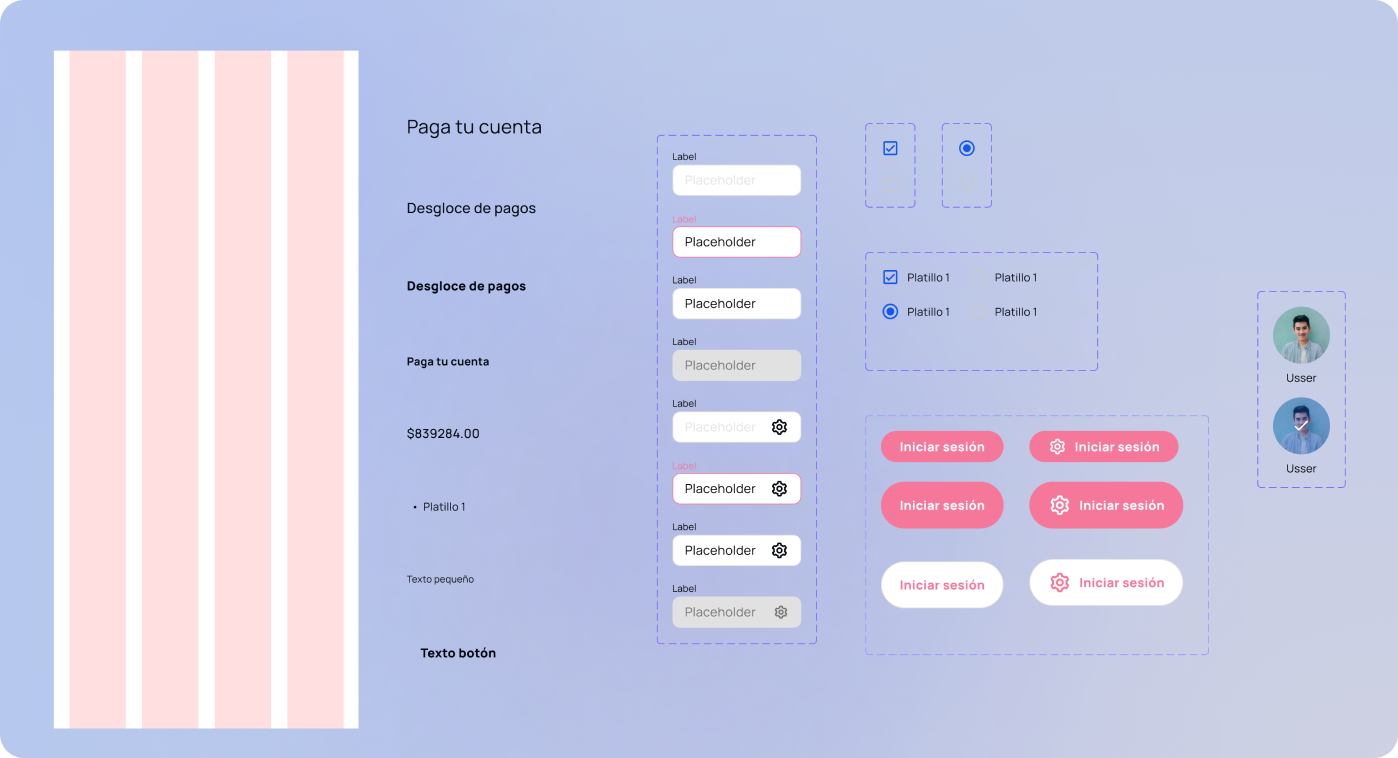 Paga tu cuenta
Desgloce de pagos
Desgloce de pagos
Paga tu cuenta
$839284.00
• Platillo 1
Texto pequeño
Texto botón
Label
Placeholder
Label
Placeholder
Label
Placeholder
Label
Placeholder
Label
Placeholder
Label
Placeholder
Label
Placeholder
Label
Placeholder
Platillo 1 Platillo 1
Platillo 1 Platillo 1
Iniciar sesión Iniciar sesión
Iniciar sesión Iniciar sesión
Iniciar sesión Iniciar sesión
Usser
Usser